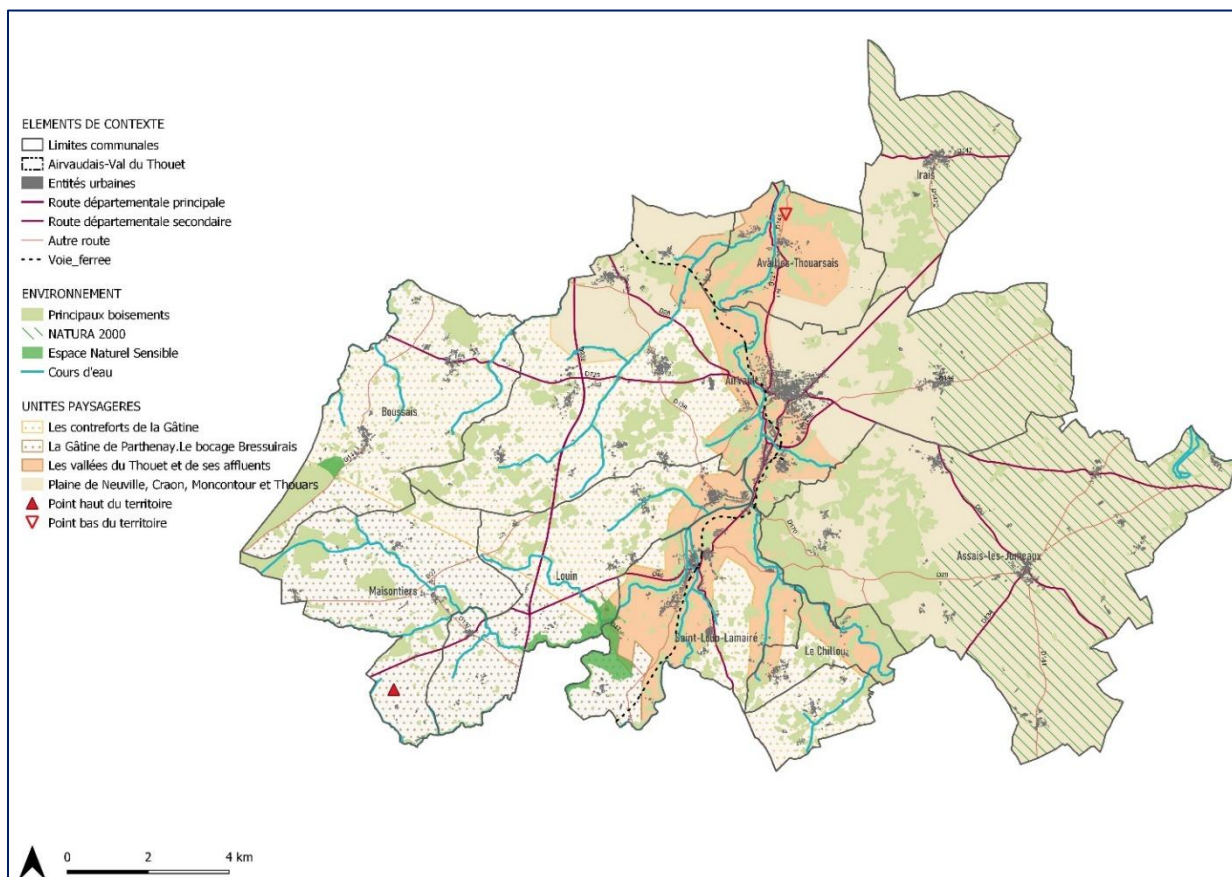 ELEMENTS DE CONTEXTE
Limites communales
Airvaudais-Val du Thouet
Entités urbaines
Route départementale principale
Route départementale secondaire
Autre route
Voie_ferree
ENVIRONNEMENT
Principaux boisements
NATURA 2000
Espace Naturel Sensible
Cours d'eau
UNITES PAYSAGERES
Les contreforts de la Gâtine
La Gâtine de Parthenay.Le bocage Bressuirais
Les vallées du Thouet et de ses affluents
Plaine de Neuville, Craon, Moncontour et Thouars
Point haut du territoire
Point bas du territoire
Irais
Availles-Thouarsais
D725
D138
Boussais
D170
Assais-les-Jumeaux
Louin
Maisontiers
Saint-Loup-Lamairé
Le Chillou
0 2 4 km